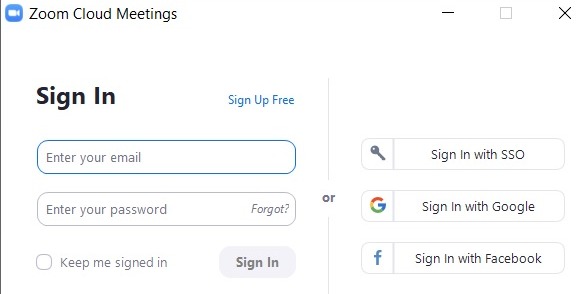 Zoom Cloud Meetings
Sign In
Sign Up Free
Enter your email
Enter your password
Forgot?
Keep me signed in
Sign In
or
Sign In with SSO
Sign In with Google
Sign In with Facebook